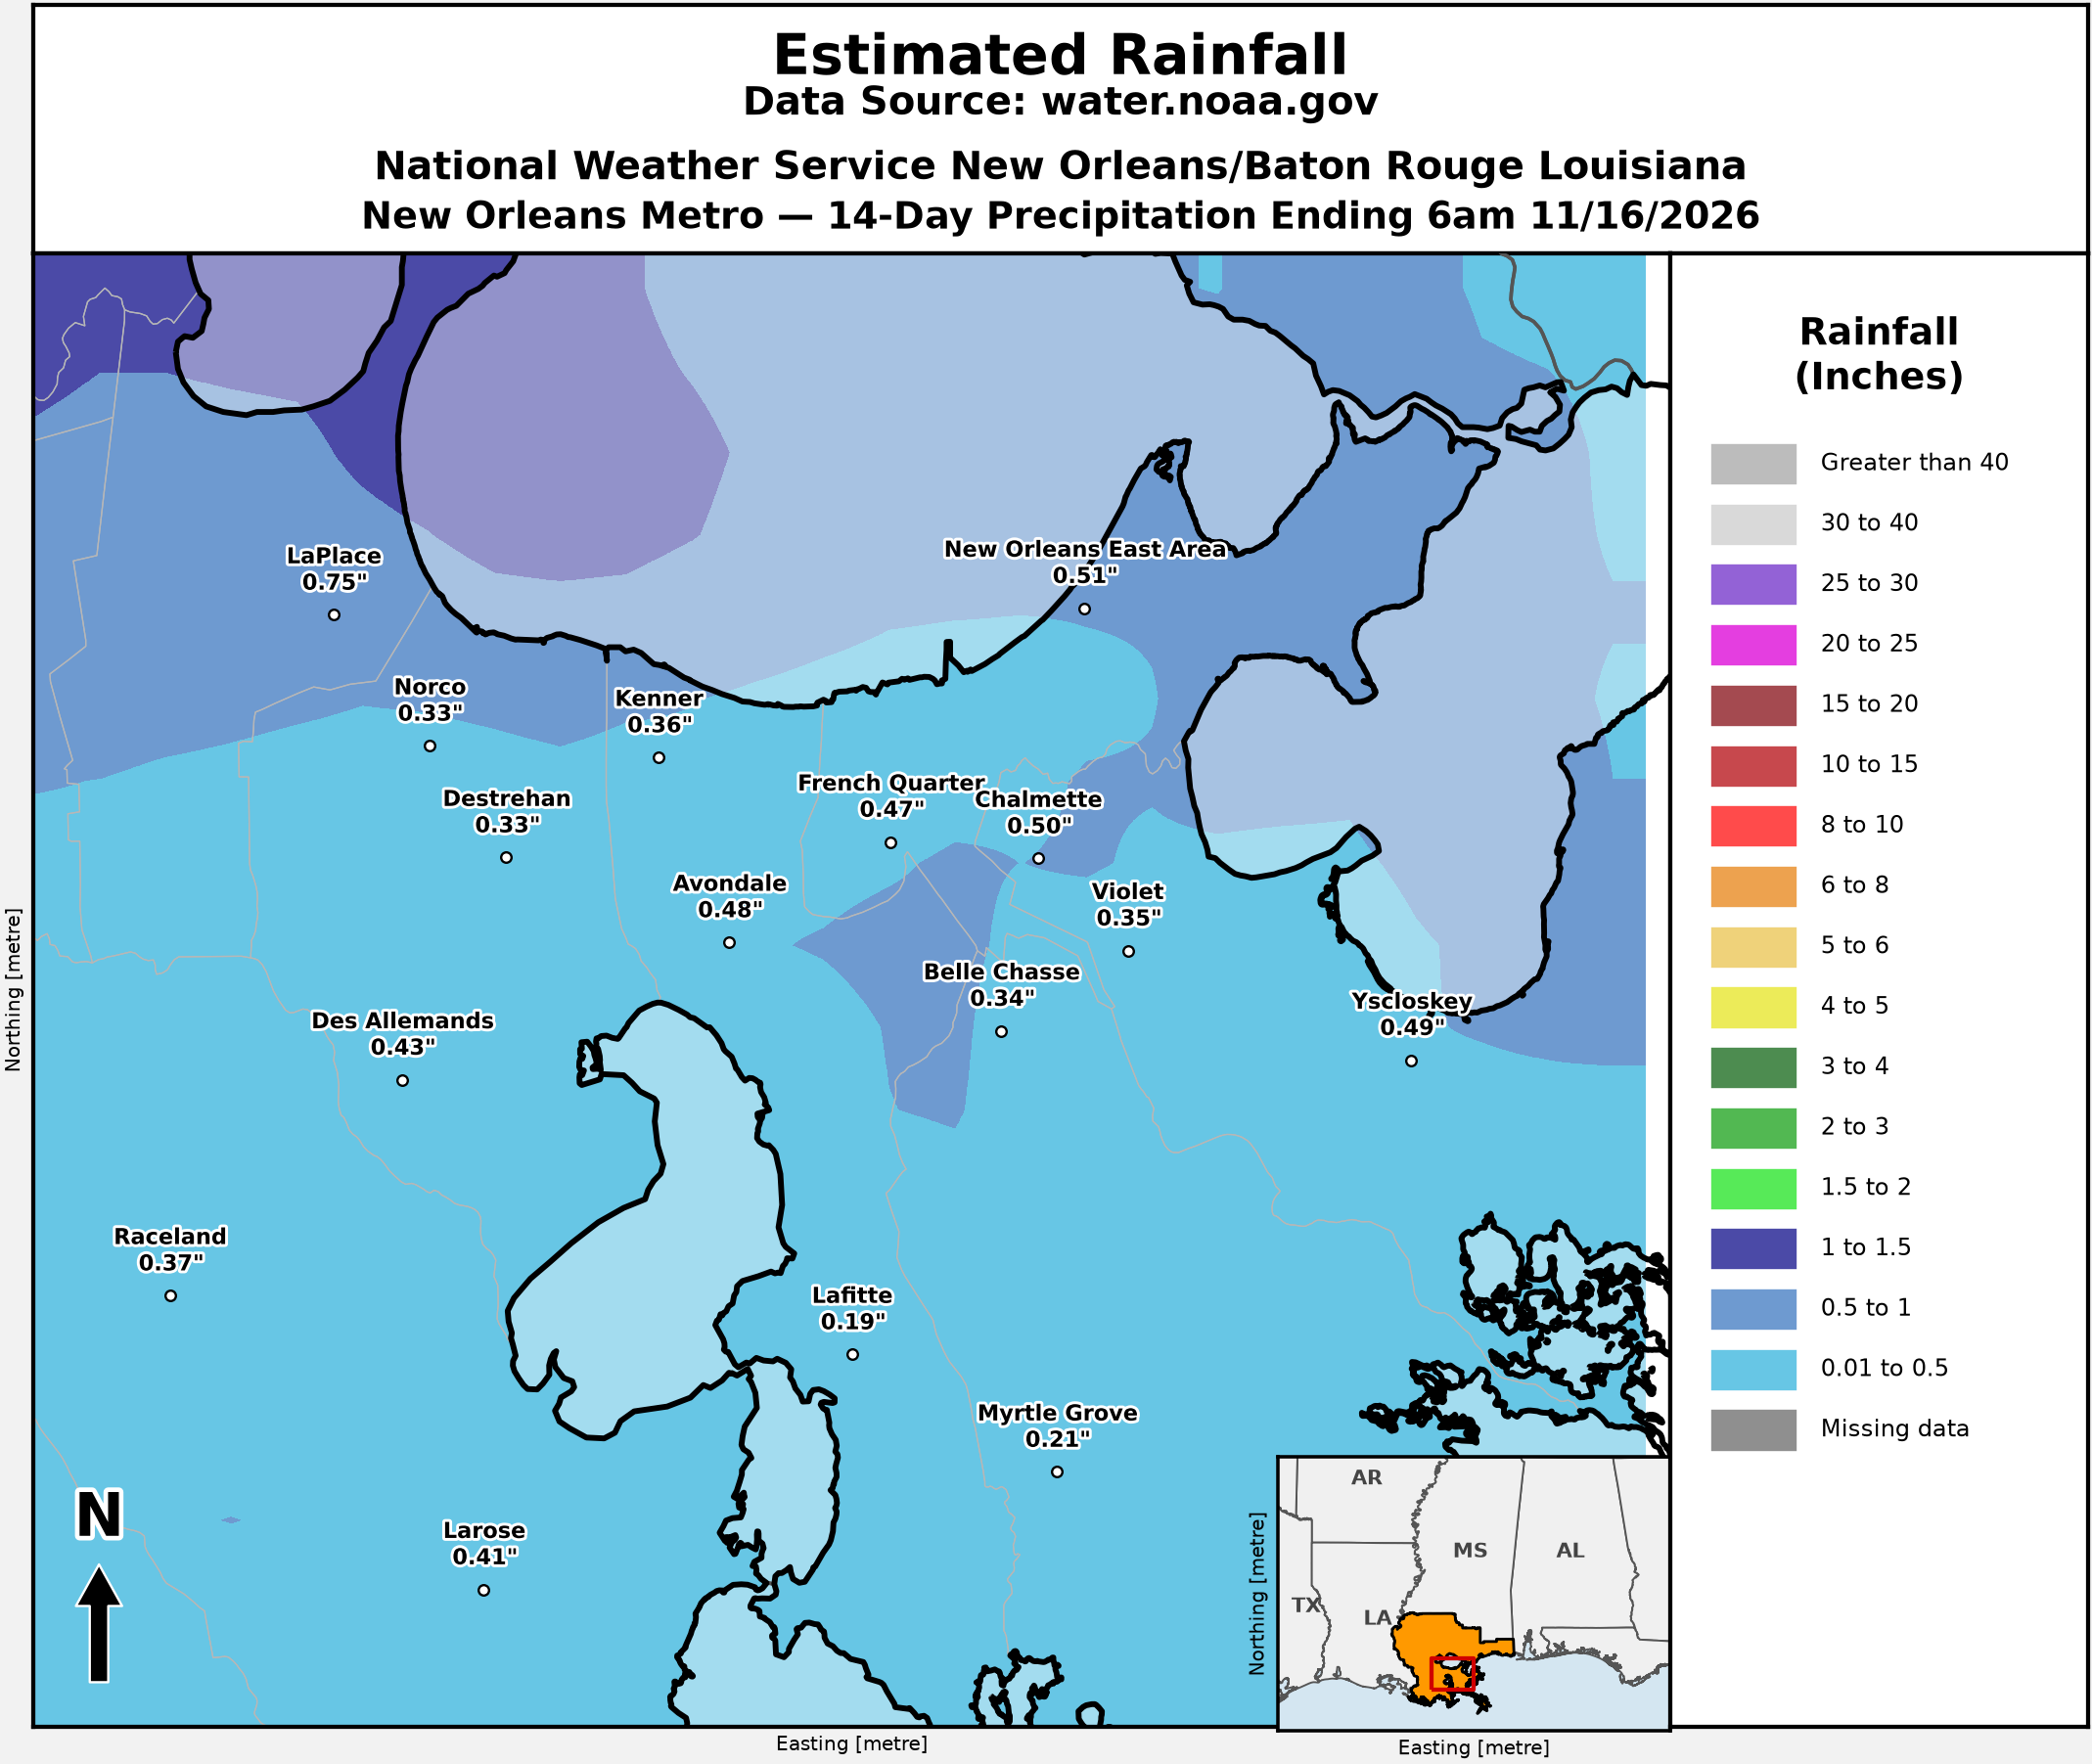 Estimated Rainfall
Data Source: water.noaa.gov
National Weather Service New Orleans/Baton Rouge Louisiana
New Orleans Metro — 14-Day Precipitation Ending 6am 11/16/2026
Rainfall
(Inches)
Greater than 40
30 to 40
25 to 30
20 to 25
15 to 20
10 to 15
8 to 10
6 to 8
5 to 6
4 to 5
3 to 4
2 to 3
1.5 to 2
1 to 1.5
0.5 to 1
0.01 to 0.5
Missing data
New Orleans East Area
0.51"
LaPlace
0.75"
Norco
0.33"
Kenner
0.36"
French Quarter
0.47"
Destrehan
0.33"
Chalmette
0.50"
Avondale
0.48"
Violet
0.35"
Belle Chasse
0.34"
Yscloskey
0.49"
Des Allemands
0.43"
Raceland
0.37"
Lafitte
0.19"
Myrtle Grove
0.21"
Larose
0.41"
N
AR
MS
AL
TX
LA
Northing [metre]
Easting [metre]
Northing [metre]
Easting [metre]